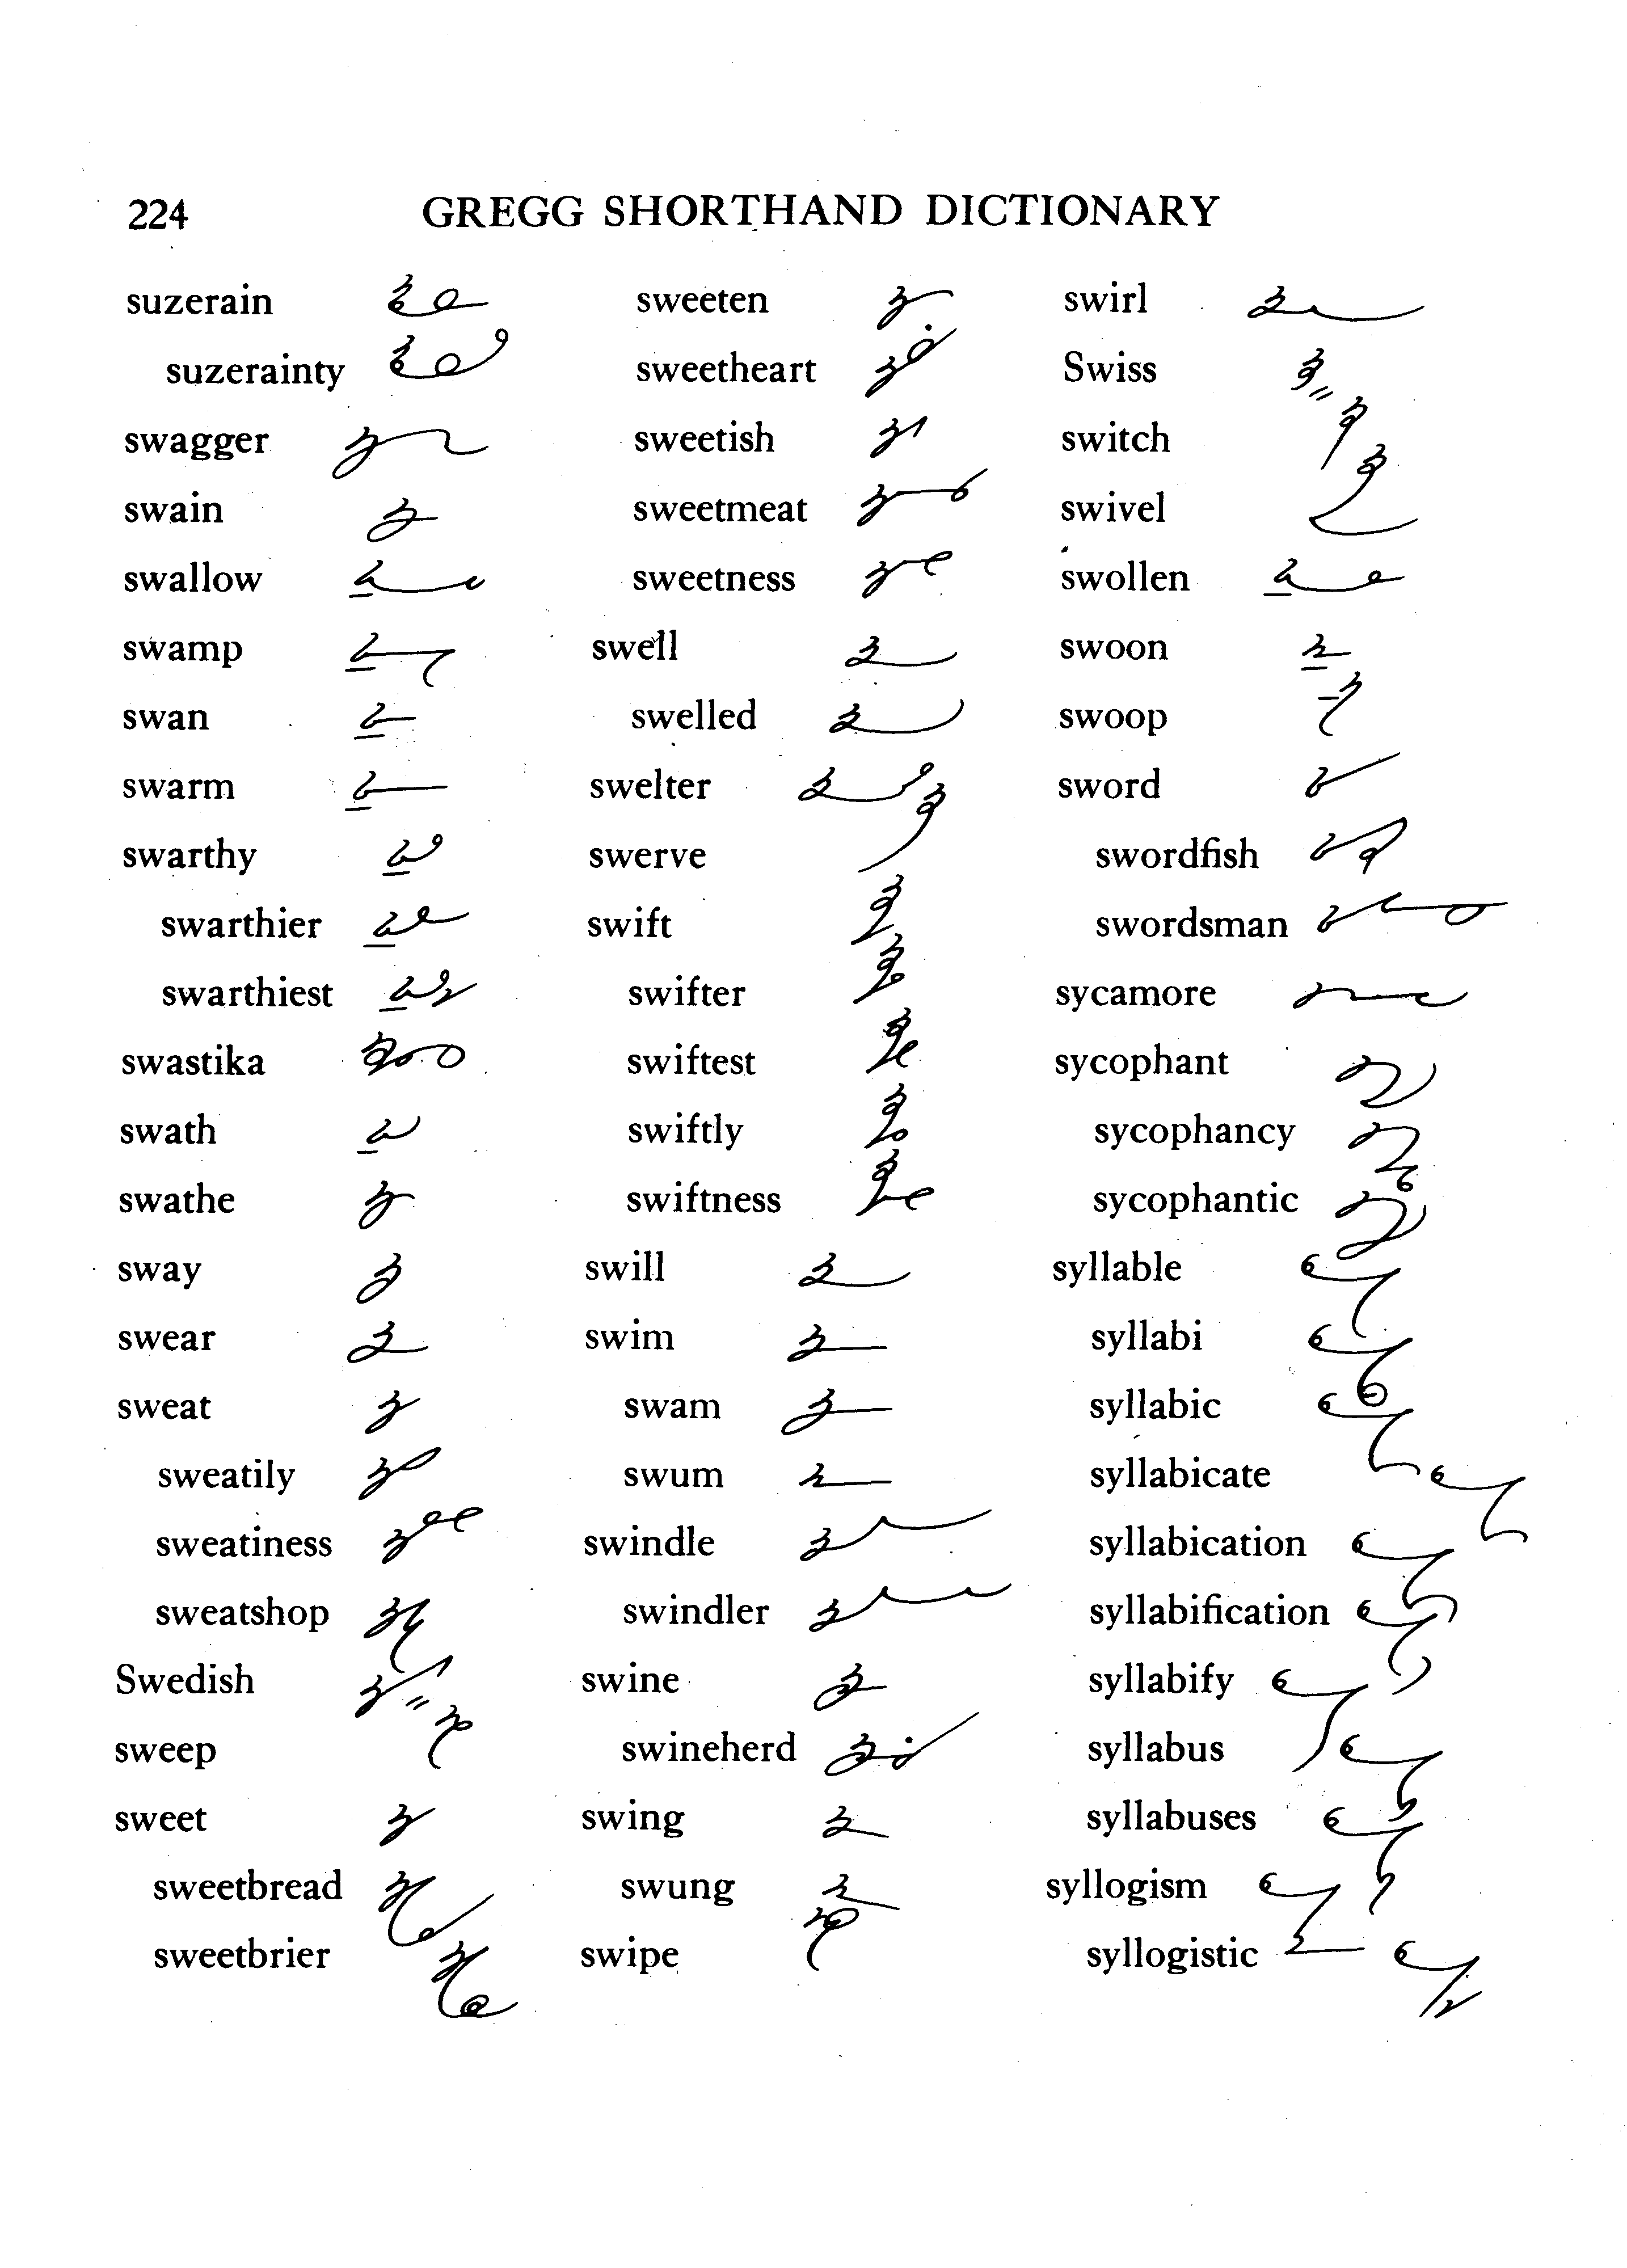 224 GREGG SHORTHAND DICTIONARY
suzerain
suzerainty
swagger
swain
swallow
swamp
swan
swarm
swarthy
swarthier
swarthiest
swastika
swath
swathe
sway
swear
sweat
sweatily
sweatiness
sweatshop
Swedish
sweep
sweet
sweetbread
sweetbrier
sweeten
sweetheart
sweetish
sweetmeat
sweetness
swell
swelled
swelter
swerve
swift
swifter
swiftest
swiftly
swiftness
swill
swim
swam
swum
swindle
swindler
swine
swineherd
swing
swung
swipe
swirl
Swiss
switch
swivel
swollen
swoon
swoop
sword
swordfish
swordsman
sycamore
sycophant
sycophancy
sycophantic
syllable
syllabi
syllabic
syllabicate
syllabication
syllabification
syllabify
syllabus
syllabuses
syllogism
syllogistic